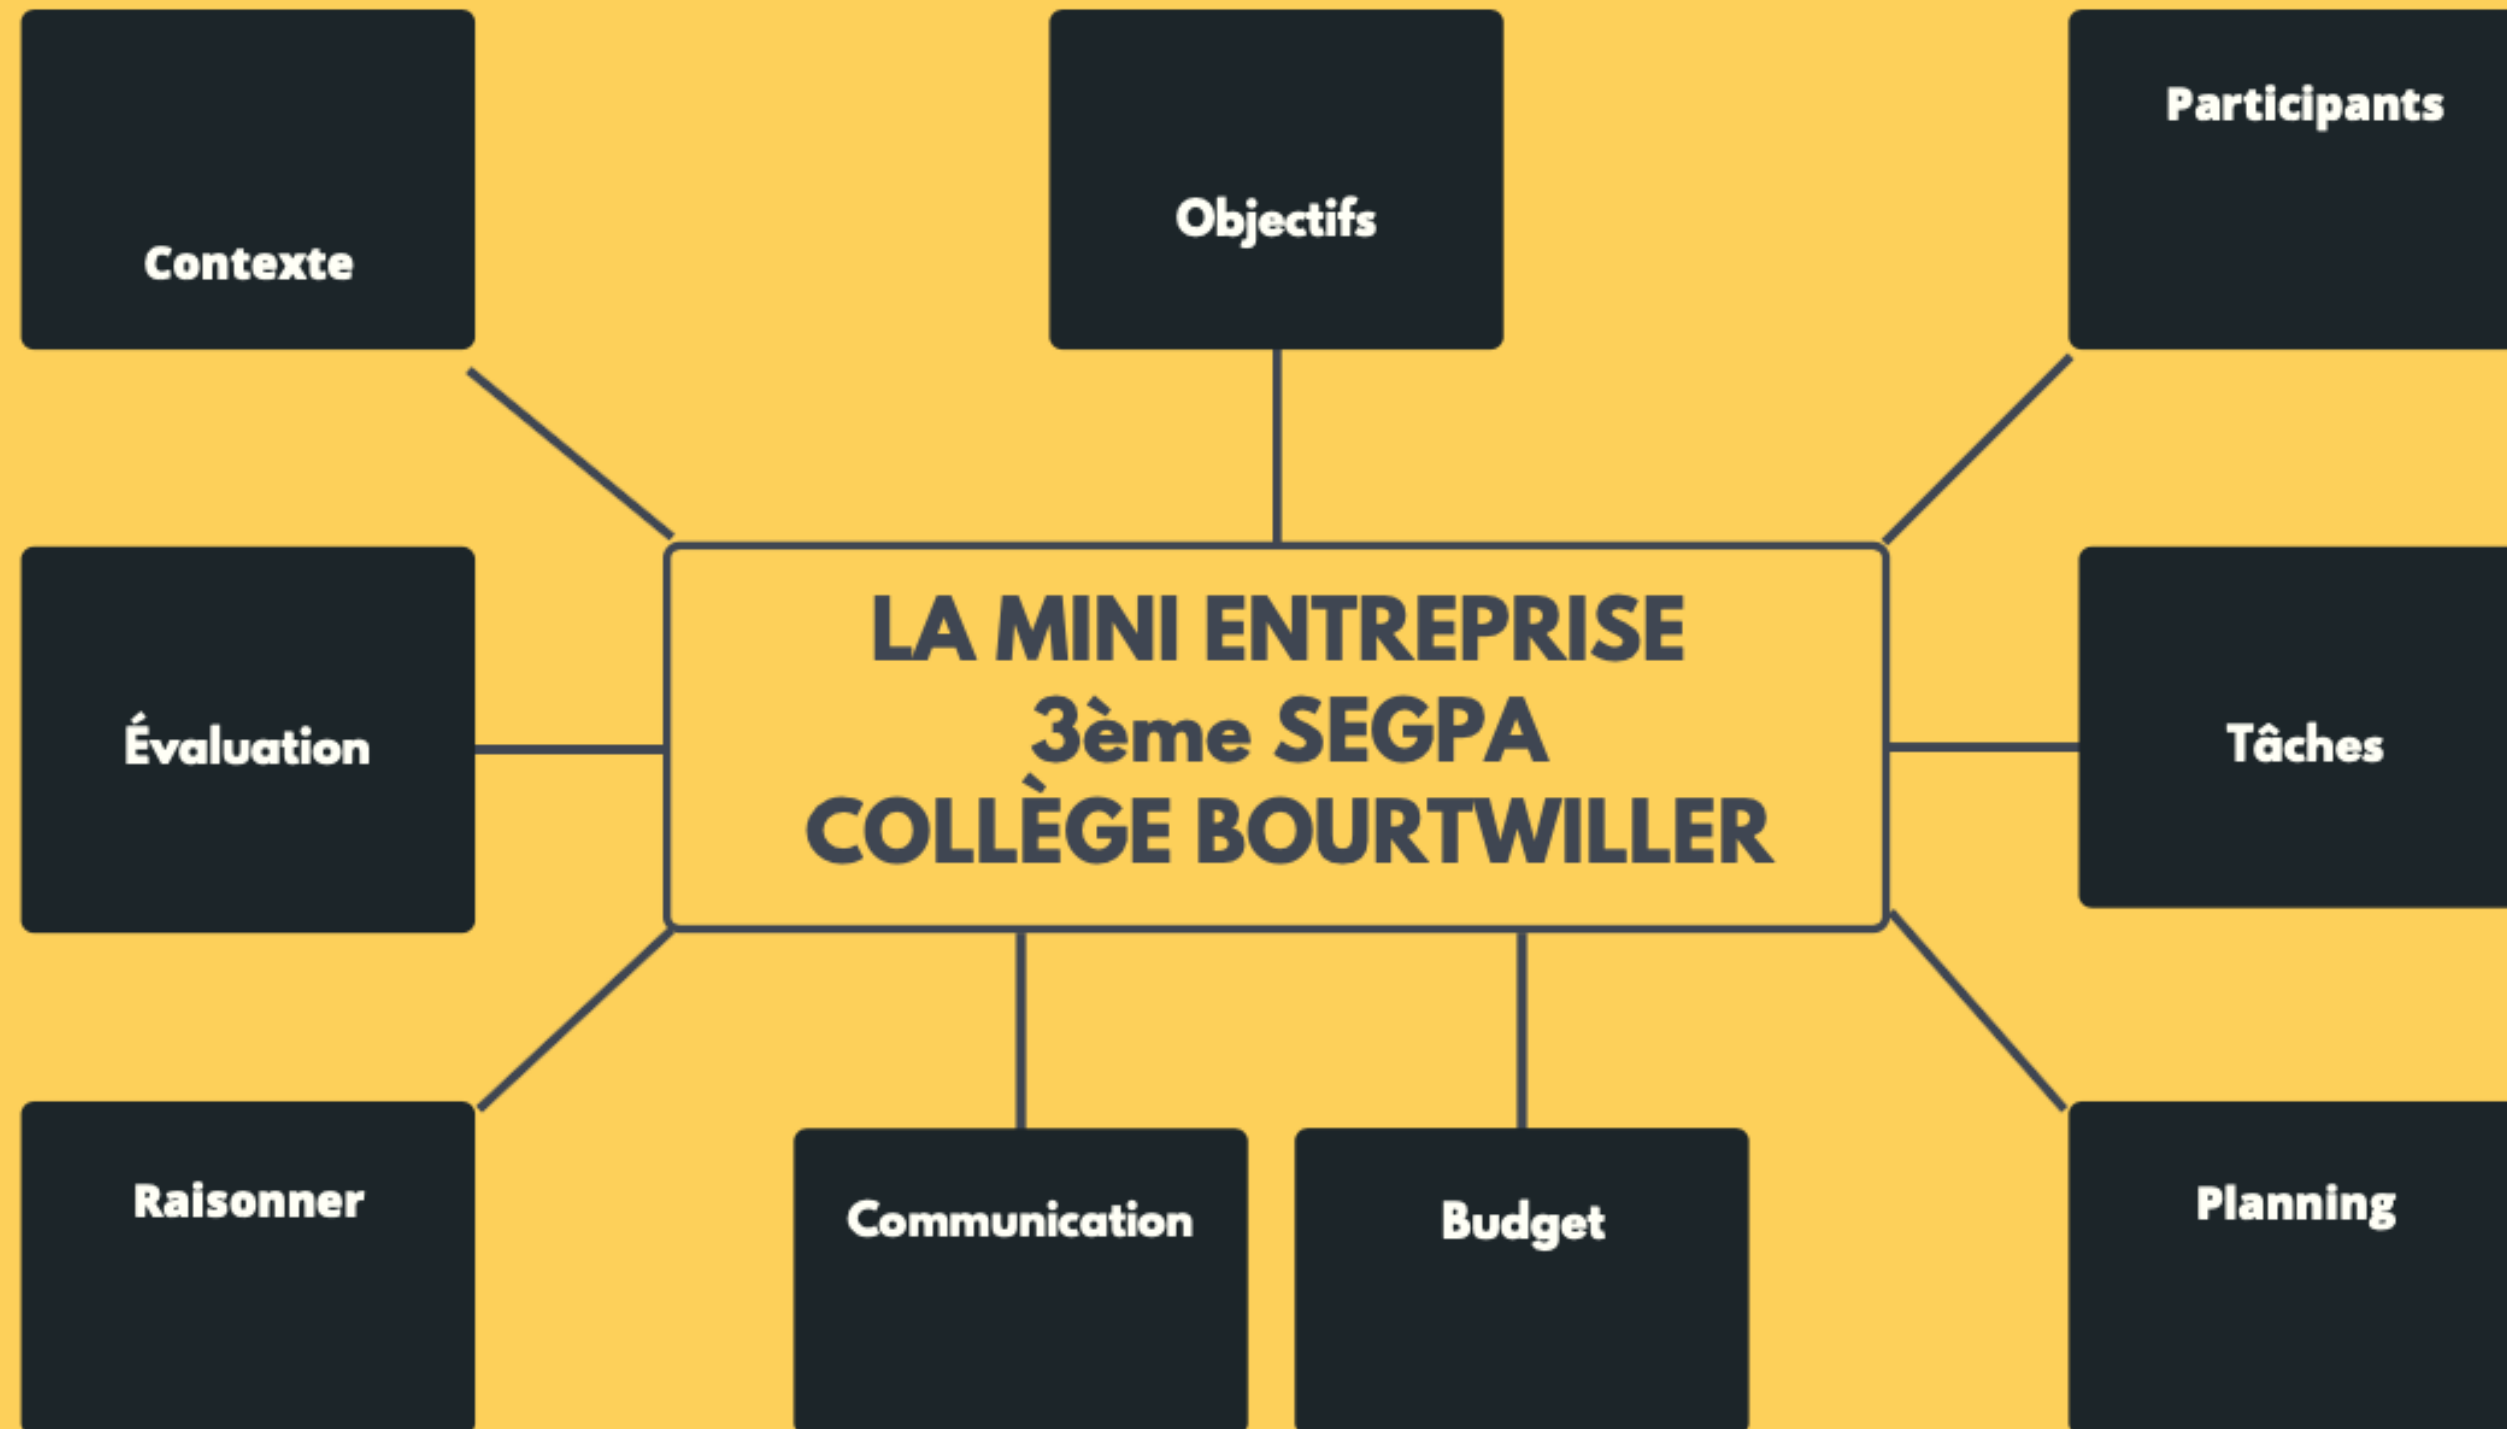 Contexte
Objectifs
Participants
LA MINI ENTREPRISE
3ème SEGPA
COLLÈGE BOURTWILLER
Évaluation
Tâches
Raisonner
Communication
Budget
Planning